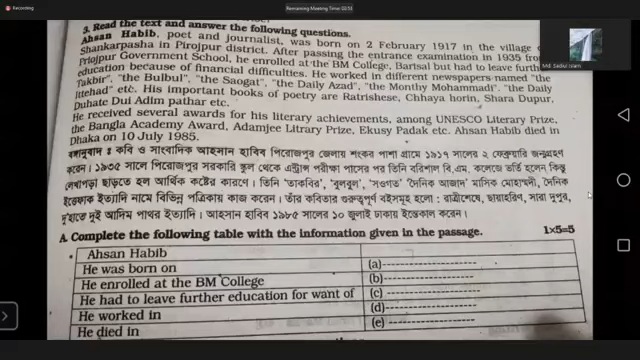 Recording
Remaining Meeting Time: 03:51
3. Read the text and answer the following questions.
Ahsan Habib, poet and journalist, was born on 2 February 1917 in the village
Shankarpasha in Pirojpur district. After passing the entrance examination in 1935 from
Priojpur Government School, he enrolled at the BM College, Barisal but had to leave further
education because of financial difficulties. He worked in different newspapers named "the
Takbir", "the Bulbul", "the Saogat", "the Daily Azad", "the Monthy Mohammadi", "the Daily
Ittehad" etc. His important books of poetry are Ratrishese, Chhaya horin, Shara Dupur,
Duhate Dui Adim pathar etc.
He received several awards for his literary achievements, among UNESCO Literary Prize,
the Bangla Academy Award, Adamjee Litrary Prize, Ekusy Padak etc. Ahsan Habib died in
Dhaka on 10 July 1985.
বঙ্গানুবাদ : কবি ও সাংবাদিক আহসান হাবিব পিরোজপুর জেলায় শংকর পাশা গ্রামে ১৯১৭ সালের ২ ফেব্রুয়ারি জন্মগ্রহণ
করেন। ১৯৩৫ সালে পিরোজপুর সরকারি স্কুল থেকে এন্ট্রান্স পরীক্ষা পাসের পর তিনি বরিশাল বি.এম. কলেজে ভর্তি হলেন কিন্তু
লেখাপড়া ছাড়তে হল আর্থিক কষ্টের কারণে। তিনি 'তাকবির', 'বুলবুল', 'সওগত' 'দৈনিক আজাদ' মাসিক মোহাম্মদী, দৈনিক
ইত্তেফাক ইত্যাদি নামে বিভিন্ন পত্রিকায় কাজ করেন। তাঁর কবিতার গুরুত্বপূর্ণ বইসমূহ হলো : রাত্রীশেষে, ছায়াহরিণ, সারা দুপুর,
দু'হাতে দুই আদিম পাথর ইত্যাদি। আহসান হাবিব ১৯৮৫ সালের ১০ জুলাই ঢাকায় ইন্তেকাল করেন।
A. Complete the following table with the information given in the passage. 1×5=5
Ahsan Habib
He was born on (a)
He enrolled at the BM College (b)
He had to leave further education for want of (c)
He worked in (d)
He died in (e)
Md. Saidul Islam